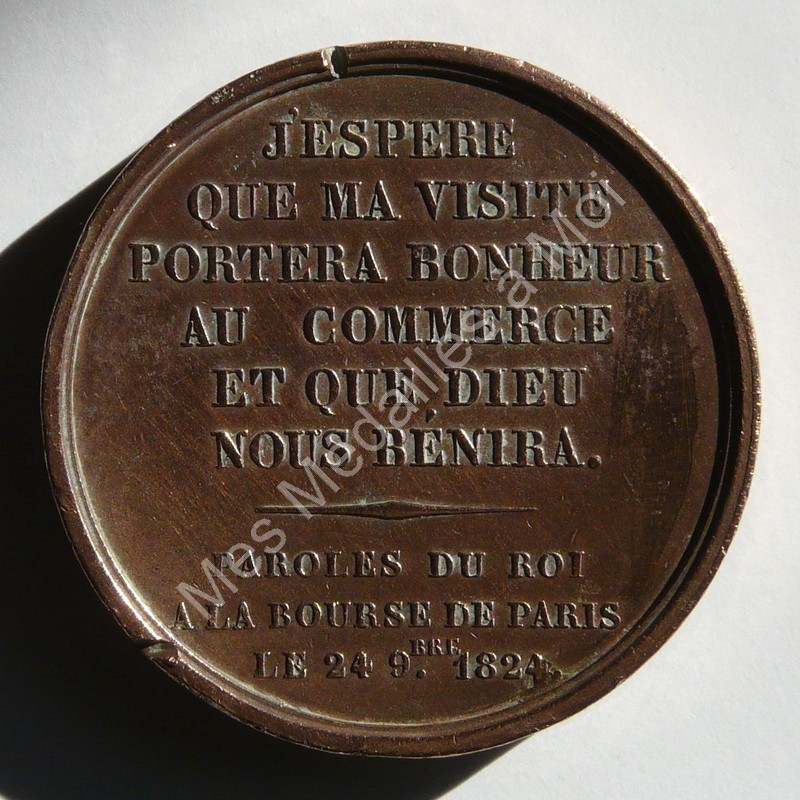 J'ESPERE
QUE MA VISITE
PORTERA BONHEUR
AU COMMERCE
ET QUE DIEU
NOUS BÉNIRA.
PAROLES DU ROI
A LA BOURSE DE PARIS
LE 24 9.BRE 1824.
Mes Médailles à Moi